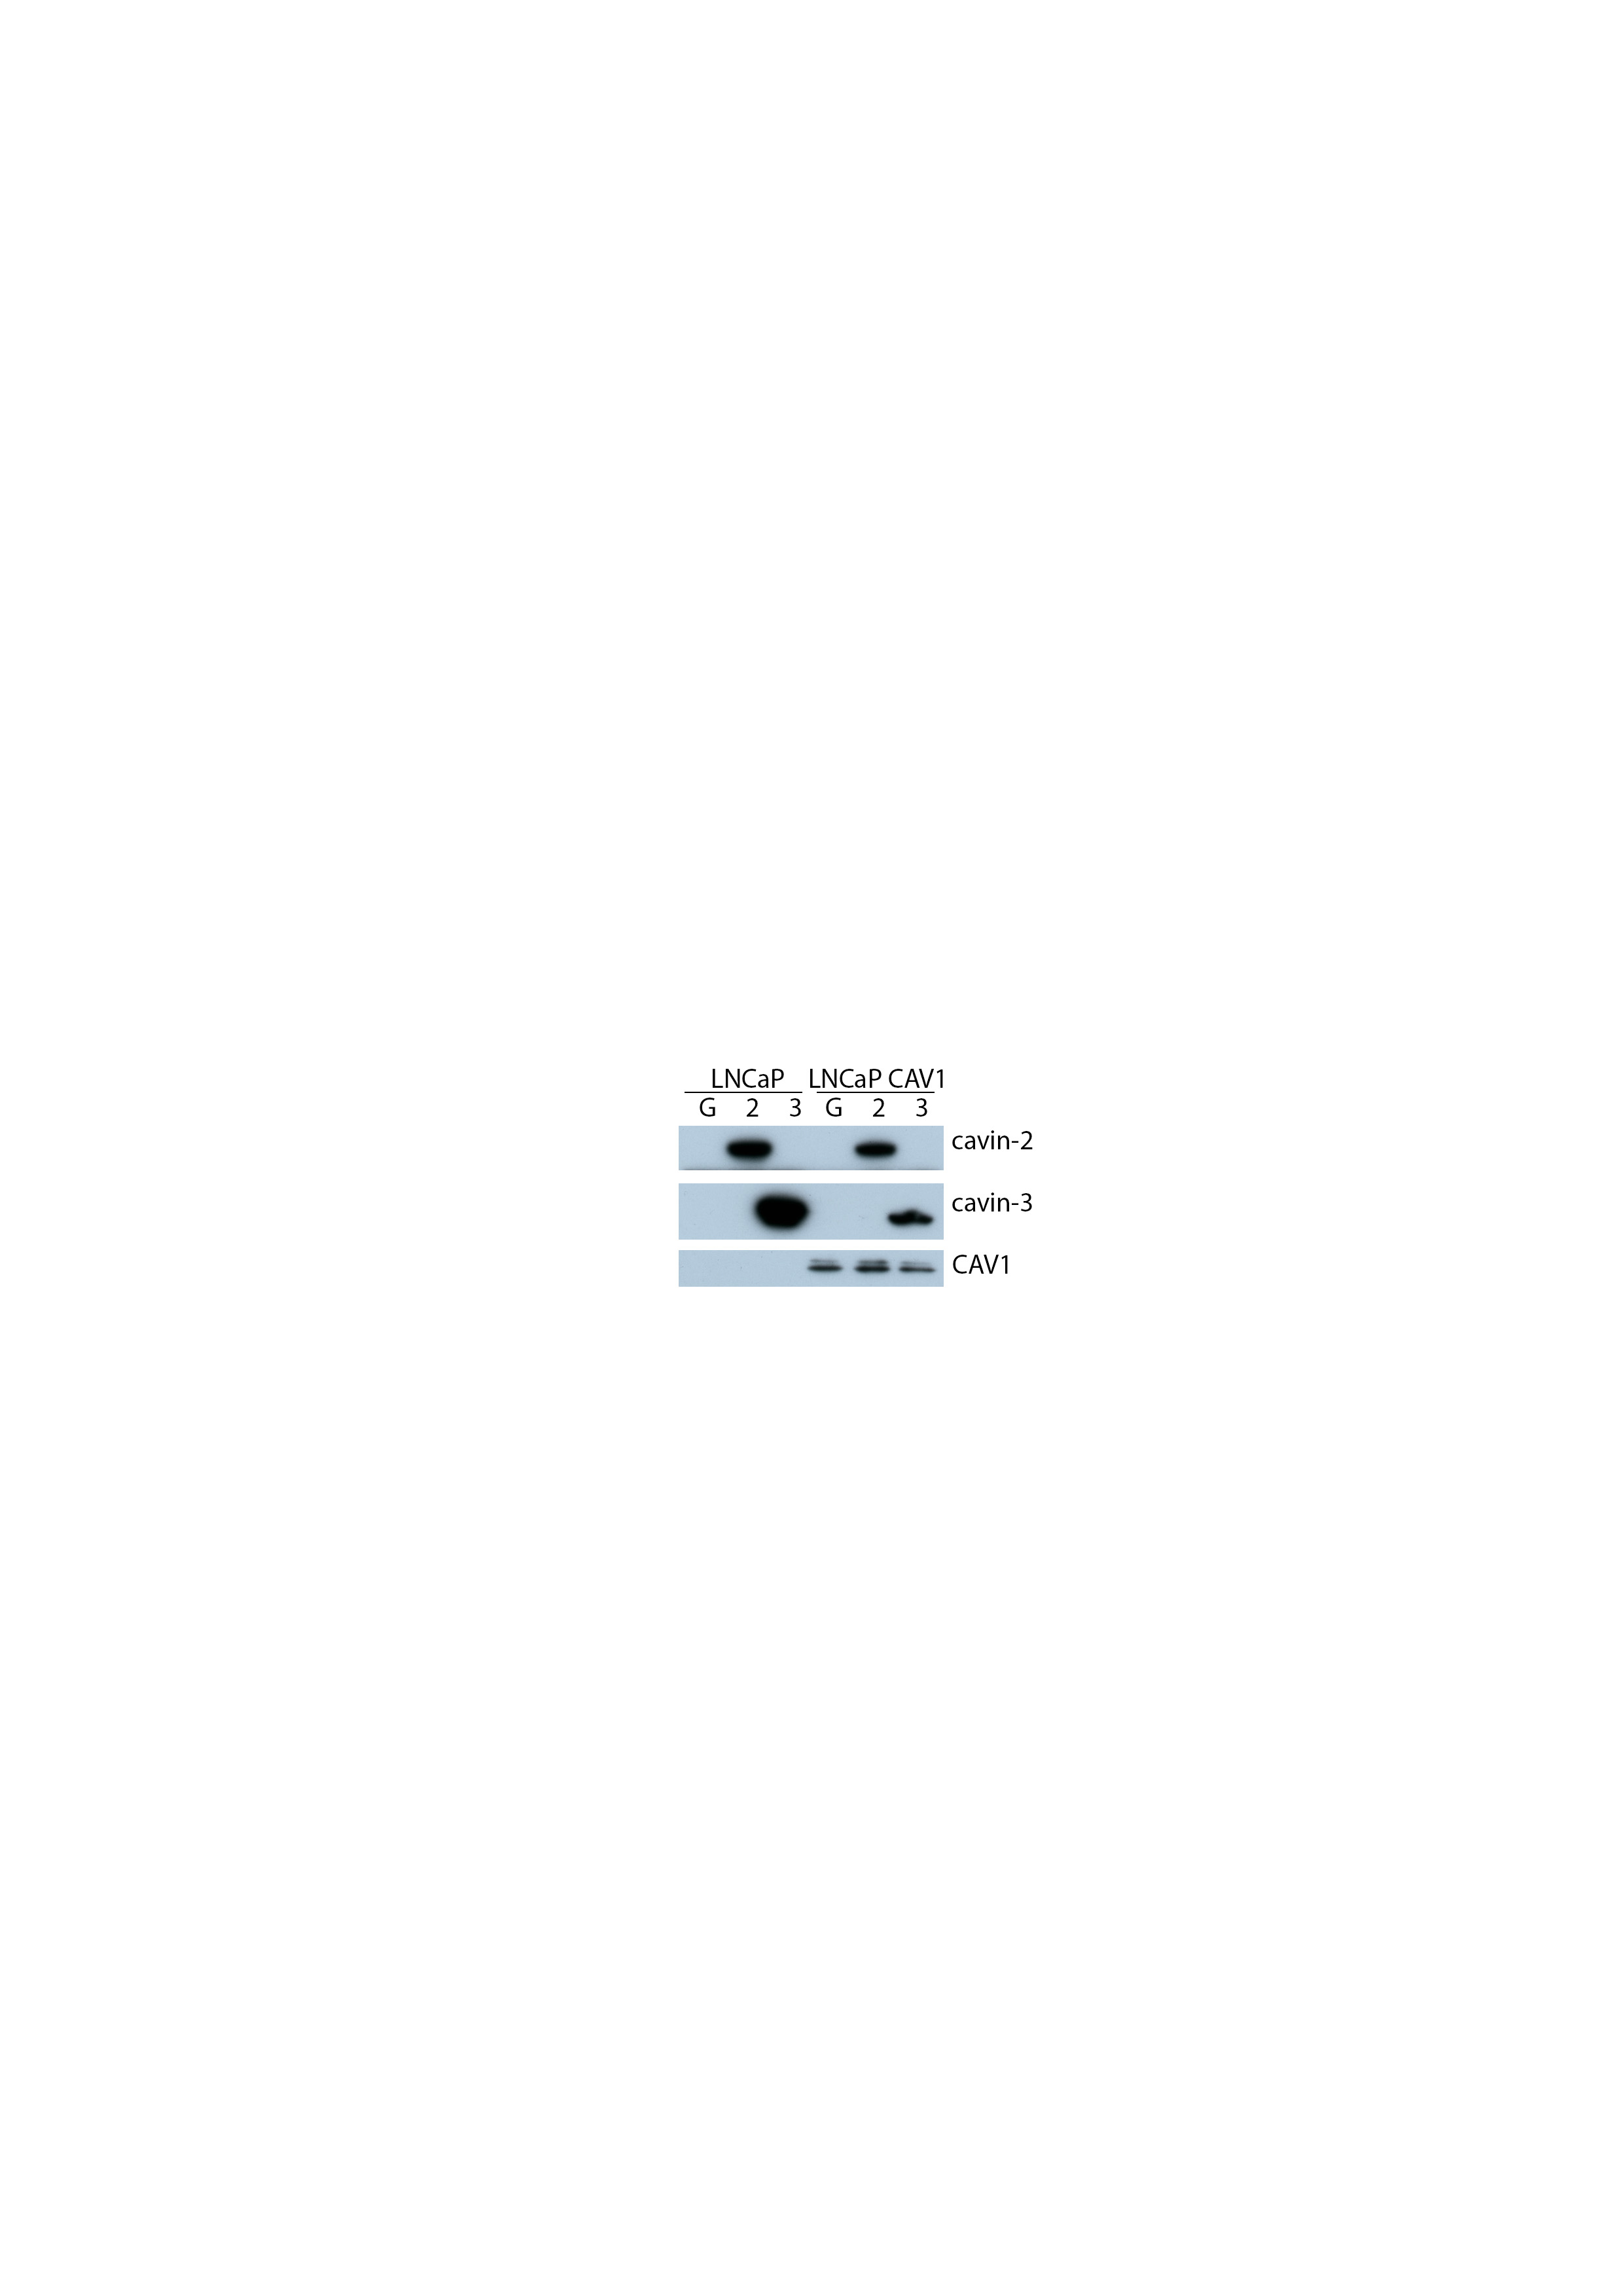 LNCaP LNCaP CAV1
G 2 3 G 2 3
cavin-2
cavin-3
CAV1